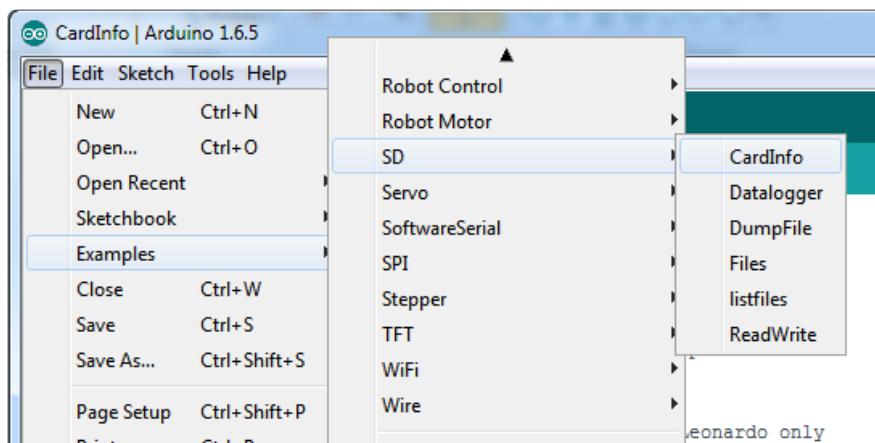 CardInfo | Arduino 1.6.5
File Edit Sketch Tools Help
New Ctrl+N
Open... Ctrl+O
Open Recent
Sketchbook
Examples
Close Ctrl+W
Save Ctrl+S
Save As... Ctrl+Shift+S
Page Setup Ctrl+Shift+P
Robot Control
Robot Motor
SD
Servo
SoftwareSerial
SPI
Stepper
TFT
WiFi
Wire
CardInfo
Datalogger
DumpFile
Files
listfiles
ReadWrite
eonardo only